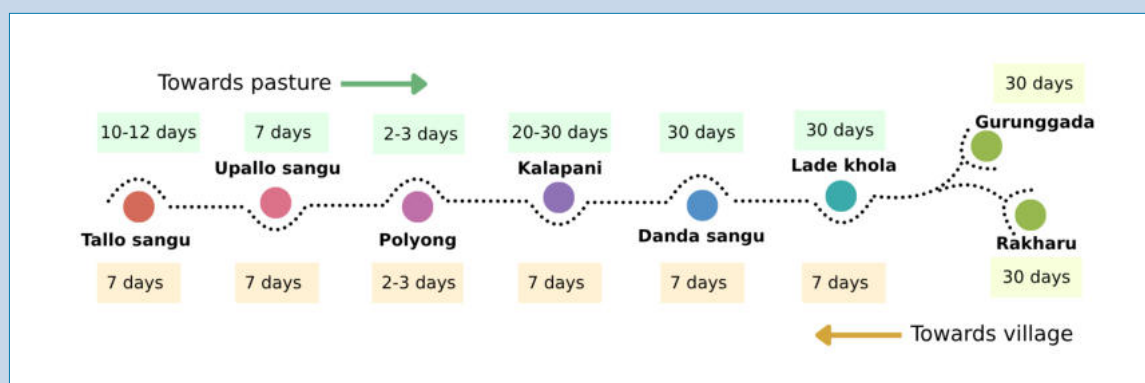 Towards pasture
30 days
10-12 days
7 days
2-3 days
20-30 days
30 days
30 days
Gurunggada
Upallo sangu
Kalapani
Lade khola
Tallo sangu
Polyong
Danda sangu
Rakharu
7 days
7 days
2-3 days
7 days
7 days
7 days
30 days
Towards village